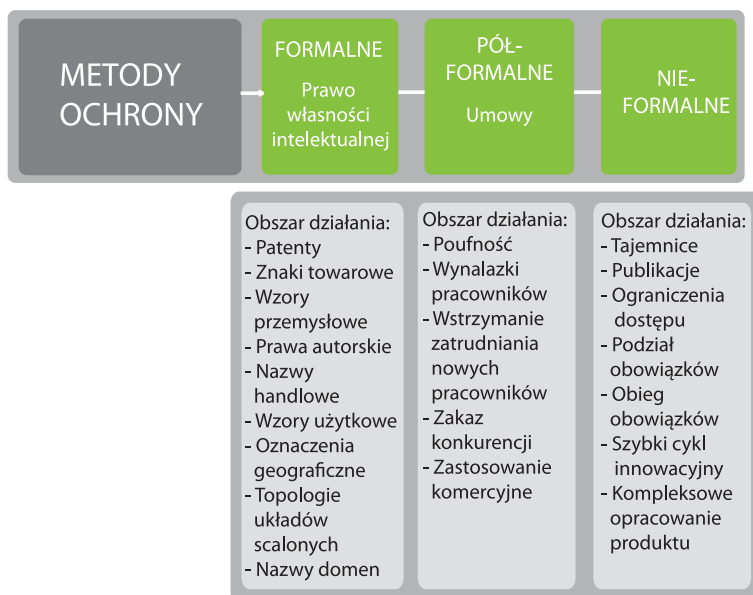 METODY
OCHRONY
FORMALNE
Prawo
własności
intelektualnej
PÓŁ-
FORMALNE
Umowy
NIE-
FORMALNE
Obszar działania:
- Patenty
- Znaki towarowe
- Wzory
przemysłowe
- Prawa autorskie
- Nazwy
handlowe
- Wzory użytkowe
- Oznaczenia
geograficzne
- Topologie
układów
scalonych
- Nazwy domen
Obszar działania:
- Poufność
- Wynalazki
pracowników
- Wstrzymanie
zatrudniania
nowych
pracowników
- Zakaz
konkurencji
- Zastosowanie
komercyjne
Obszar działania:
- Tajemnice
- Publikacje
- Ograniczenia
dostępu
- Podział
obowiązków
- Obieg
obowiązków
- Szybki cykl
innowacyjny
- Kompleksowe
opracowanie
produktu